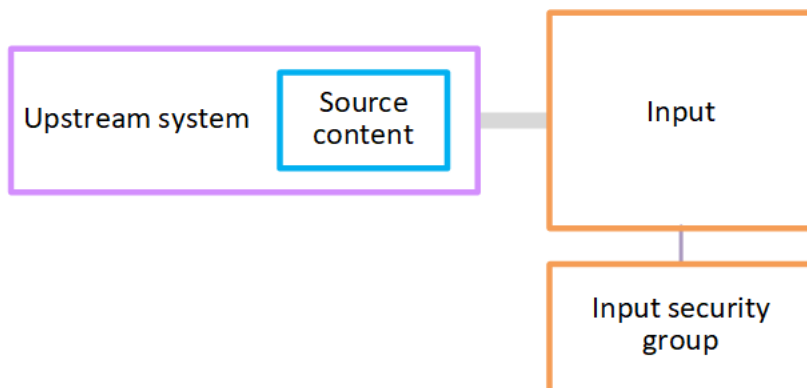 Upstream system
Source
content
Input
Input security
group